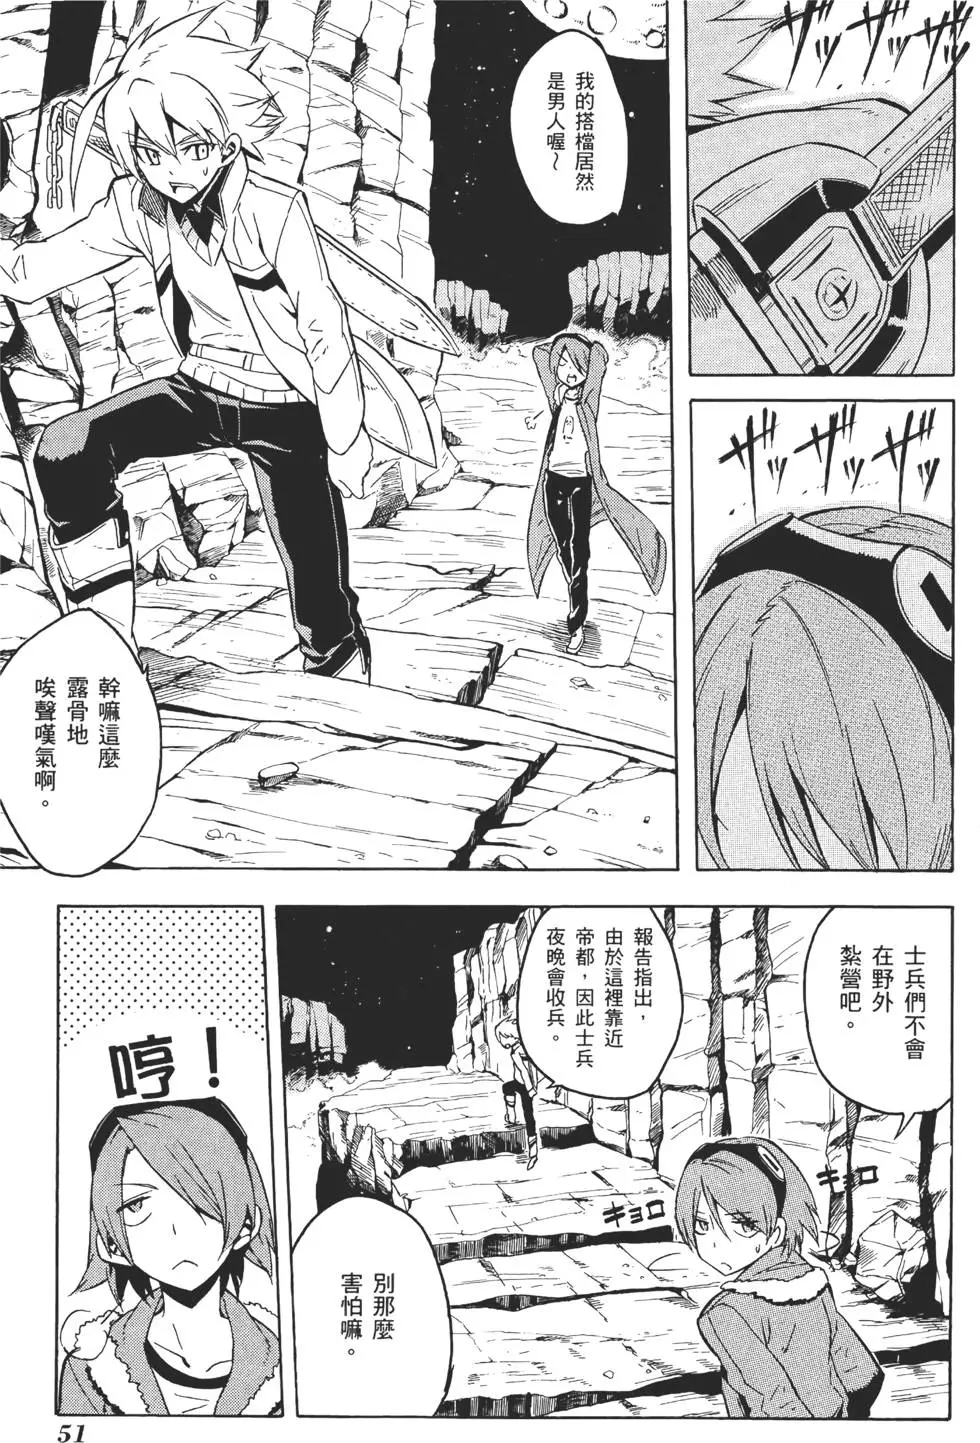 ザッザッザッ
ザッザッザッ
我的搭檔居然
是男人喔~
幹嘛這麼
露骨地
唉聲嘆氣啊。
士兵們不會
在野外
紮營吧。
報告指出，
由於這裡靠近
帝都，因此士兵
夜晚會收兵
キョロ
キョロ
別那麼
害怕嘛。
哼！
51